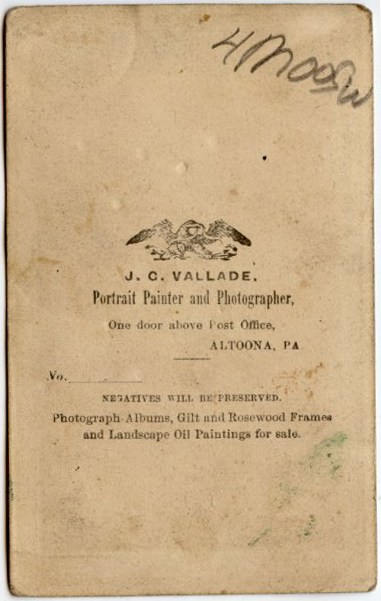 J. C. VALLADE,
Portrait Painter and Photographer,
One door above Post Office,
ALTOONA, PA
No.
NEGATIVES WILL BE PRESERVED.
Photograph Albums, Gilt and Rosewood Frames
and Landscape Oil Paintings for sale.